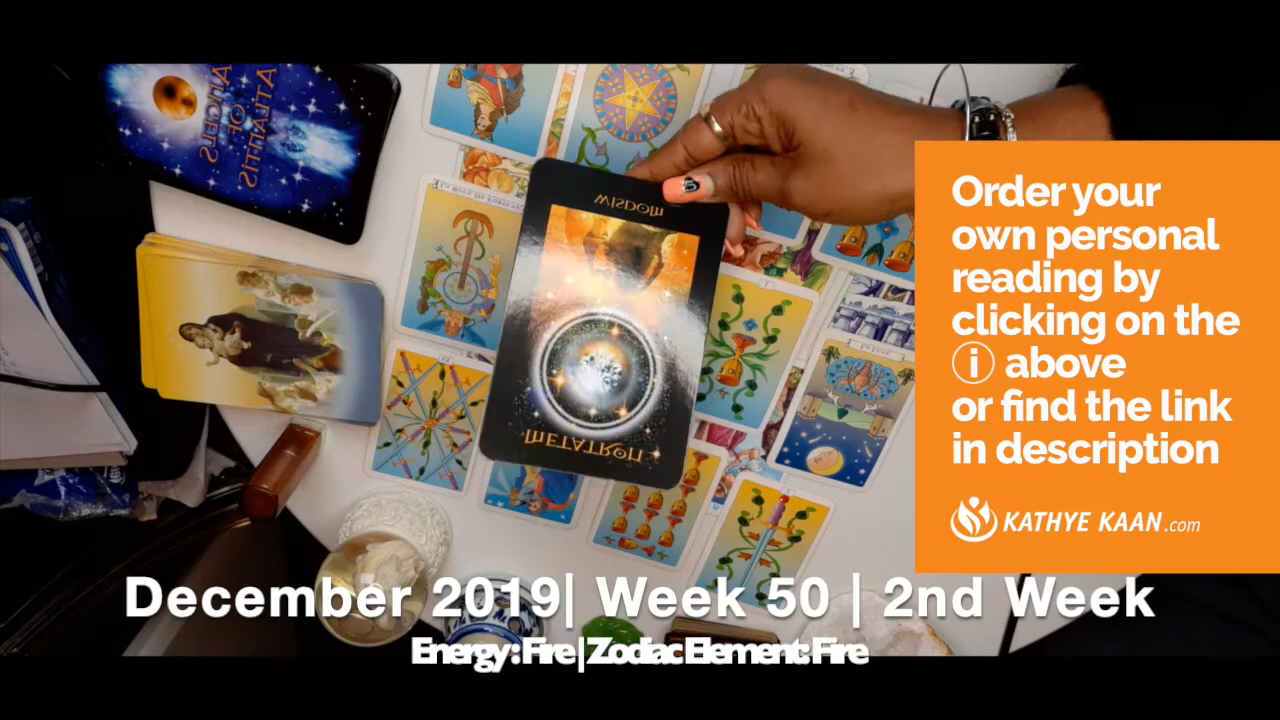 ANGELS
OF
ATLANTIS
WISDOM
METATRON
Order your
own personal
reading by
clicking on the
i above
or find the link
in description
KATHYE KAAN.com
December 2019| Week 50 | 2nd Week
Energy: Fire | Zodiac Element: Fire